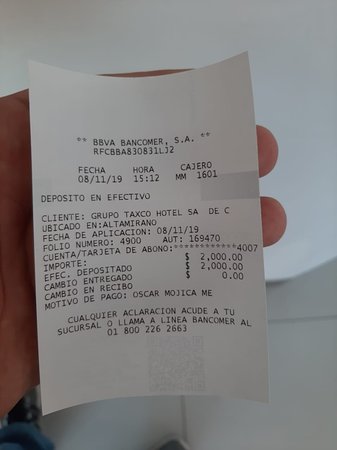 ** BBVA BANCOMER, S.A. **
RFCBBA830831LJ2
FECHA HORA CAJERO
08/11/19 15:12 MM 1601
DEPOSITO EN EFECTIVO
CLIENTE: GRUPO TAXCO HOTEL SA DE C
UBICADO EN:ALTAMIRANO
FECHA DE APLICACION: 08/11/19
FOLIO NUMERO: 4900 AUT: 169470
CUENTA/TARJETA DE ABONO:************4007
IMPORTE: $ 2,000.00
EFEC. DEPOSITADO $ 2,000.00
CAMBIO ENTREGADO $ 0.00
CAMBIO EN RECIBO
MOTIVO DE PAGO: OSCAR MOJICA ME
CUALQUIER ACLARACION ACUDE A TU
SUCURSAL O LLAMA A LINEA BANCOMER AL
01 800 226 2663